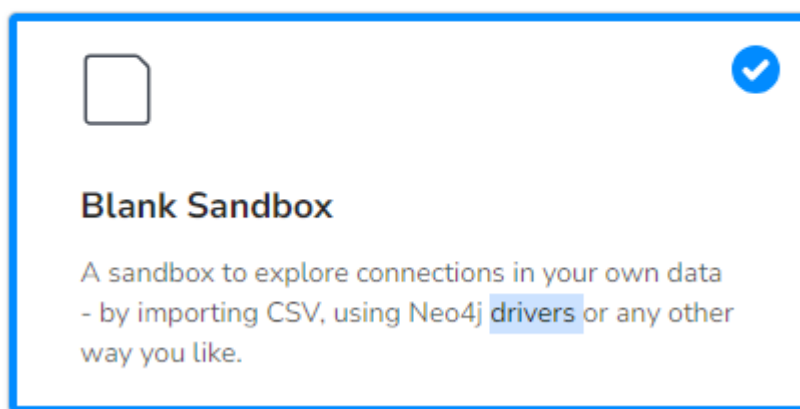 Blank Sandbox
A sandbox to explore connections in your own data
- by importing CSV, using Neo4j drivers or any other
way you like.